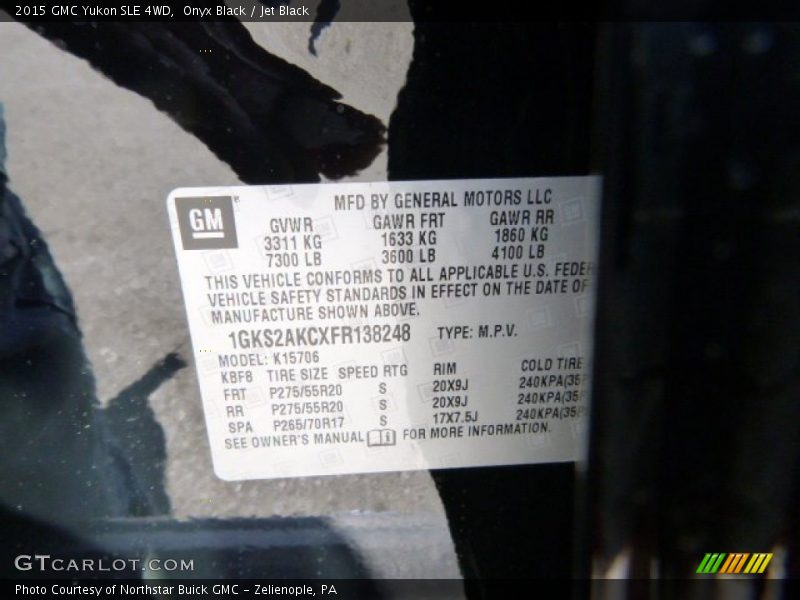 2015 GMC Yukon SLE 4WD,  Onyx Black / Jet Black
GM
MFD BY GENERAL MOTORS LLC
GVWR GAWR FRT GAWR RR
3311 KG 1633 KG 1860 KG
7300 LB 3600 LB 4100 LB
THIS VEHICLE CONFORMS TO ALL APPLICABLE U.S. FEDER
VEHICLE SAFETY STANDARDS IN EFFECT ON THE DATE OF
MANUFACTURE SHOWN ABOVE.
1GKS2AKCXFR138248 TYPE: M.P.V.
MODEL: K15706
KBF8 TIRE SIZE SPEED RTG RIM COLD TIRE
FRT P275/55R20 S 20X9J 240KPA(35P
RR P275/55R20 S 20X9J 240KPA(35P
SPA P265/70R17 S 17X7.5J 240KPA(35P
SEE OWNER'S MANUAL FOR MORE INFORMATION.
GTCARLOT.COM
Photo Courtesy of Northstar Buick GMC - Zelienople, PA